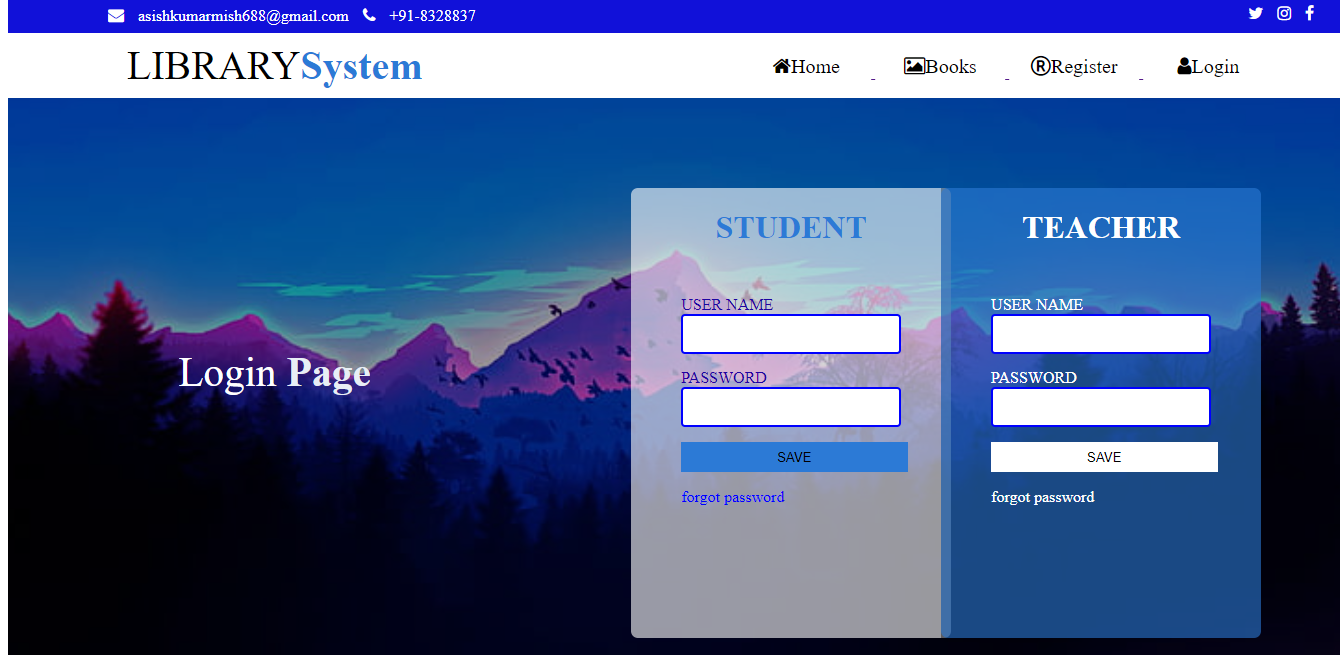 asishkumarmish688@gmail.com +91-8328837
LIBRARYSystem
Home - Books - Register - Login
Login Page
STUDENT
USER NAME
PASSWORD
SAVE
forgot password
TEACHER
USER NAME
PASSWORD
SAVE
forgot password